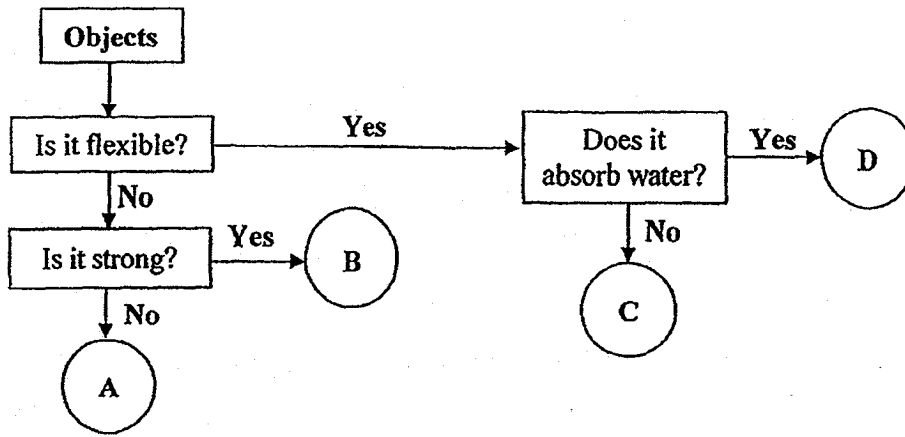 Objects
Is it flexible?
Yes
Does it
absorb water?
Yes
D
No
No
Is it strong?
Yes
B
C
No
A